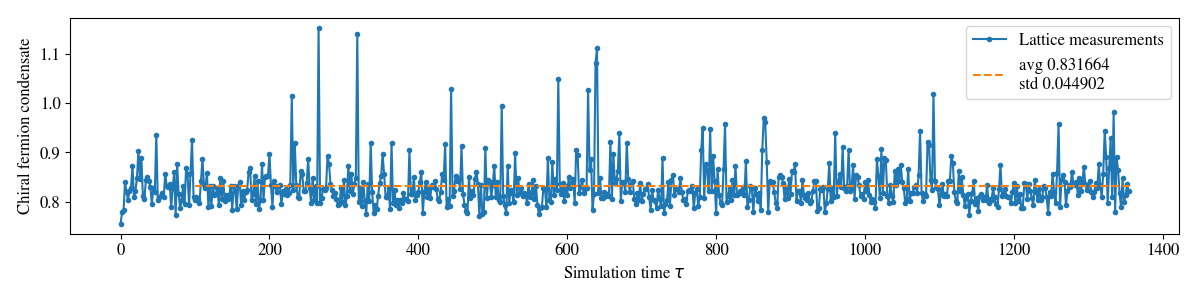 Chiral fermion condensate
1.1
1.0
0.9
0.8
0
200
400
600
800
1000
1200
1400
Simulation time τ
Lattice measurements
avg 0.831664
std 0.044902